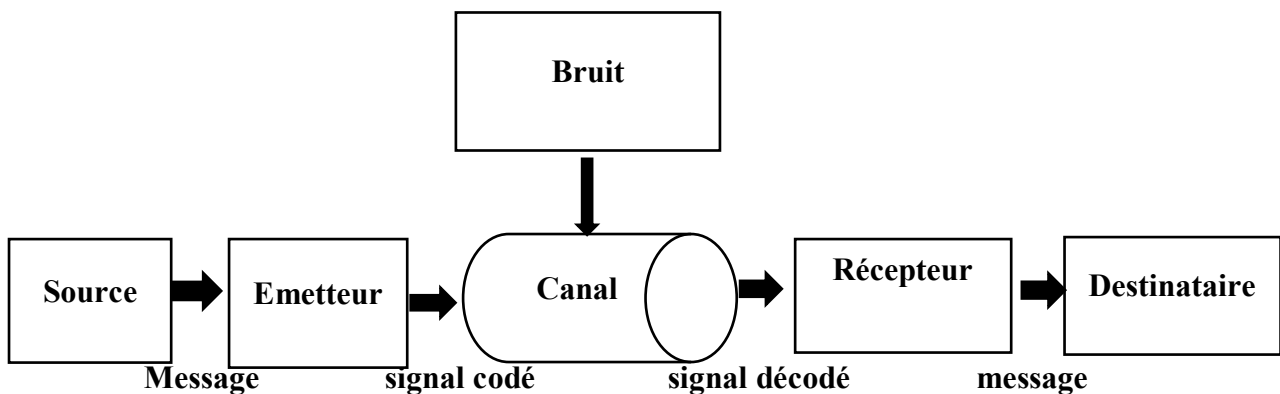 Bruit
Source
Emetteur
Canal
Récepteur
Destinataire
Message
signal codé
signal décodé
message